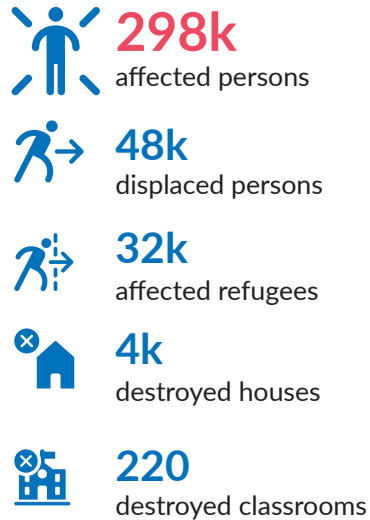 298k
affected persons
48k
displaced persons
32k
affected refugees
4k
destroyed houses
220
destroyed classrooms